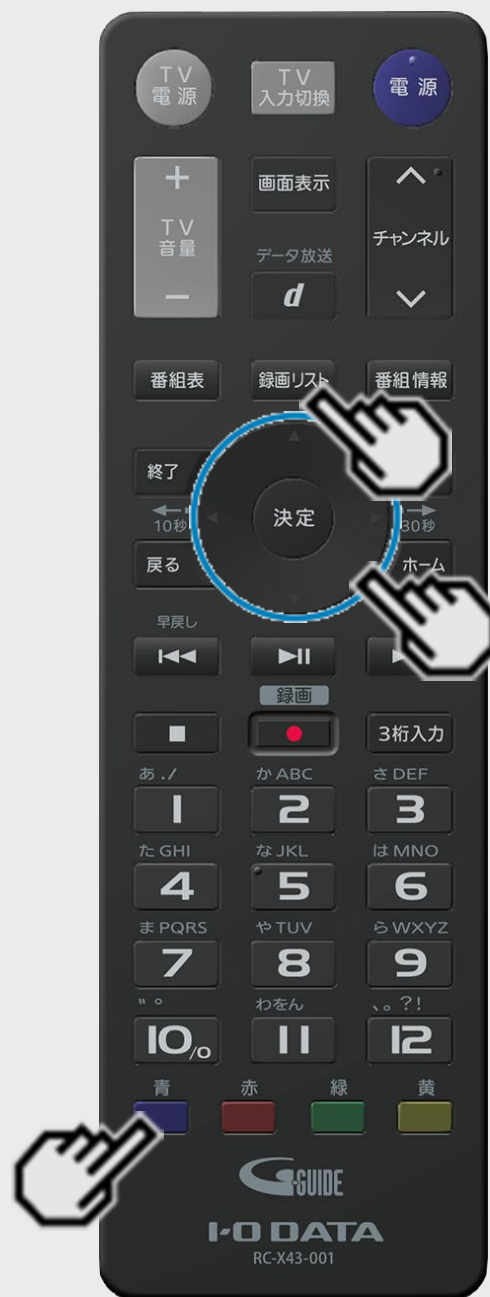 TV
電源
TV
入力切換
電源
＋
TV
音量
－
画面表示
データ放送
d
チャンネル
番組表
録画リスト
番組情報
終了
10秒
決定
30秒
戻る
ホーム
早戻し
録画
3桁入力
あ./
1
か ABC
2
さ DEF
3
た GHI
4
な JKL
5
は MNO
6
ま PQRS
7
や TUV
8
ら WXYZ
9
゛゜
10/0
わをん
11
、。?!
12
青 赤 緑 黄
G-GUIDE
I-O DATA
RC-X43-001